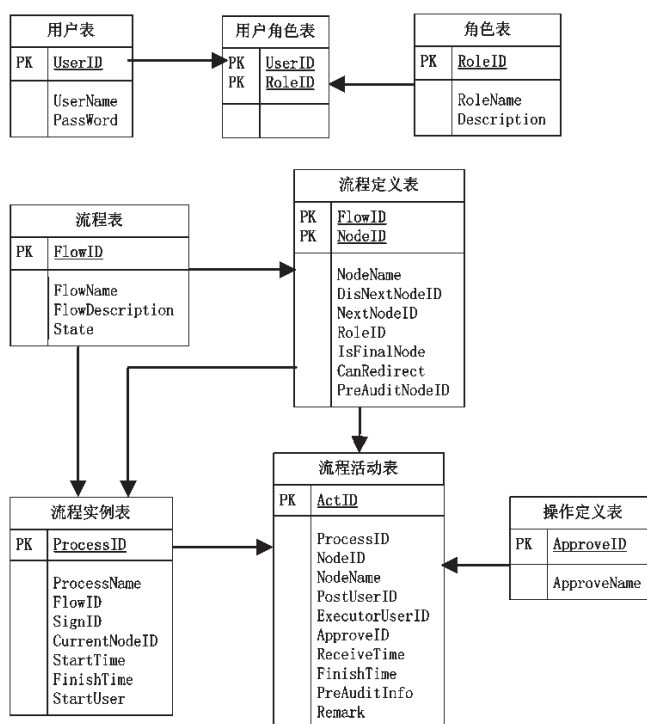 用户表
PK UserID
UserName
PassWord
用户角色表
PK UserID
PK RoleID
角色表
PK RoleID
RoleName
Description
流程表
PK FlowID
FlowName
FlowDescription
State
流程定义表
PK FlowID
PK NodeID
NodeName
DisNextNodeID
NextNodeID
RoleID
IsFinalNode
CanRedirect
PreAuditNodeID
流程实例表
PK ProcessID
ProcessName
FlowID
SignID
CurrentNodeID
StartTime
FinishTime
StartUser
流程活动表
PK ActID
ProcessID
NodeID
NodeName
PostUserID
ExecutorUserID
ApproveID
ReceiveTime
FinishTime
PreAuditInfo
Remark
操作定义表
PK ApproveID
ApproveName